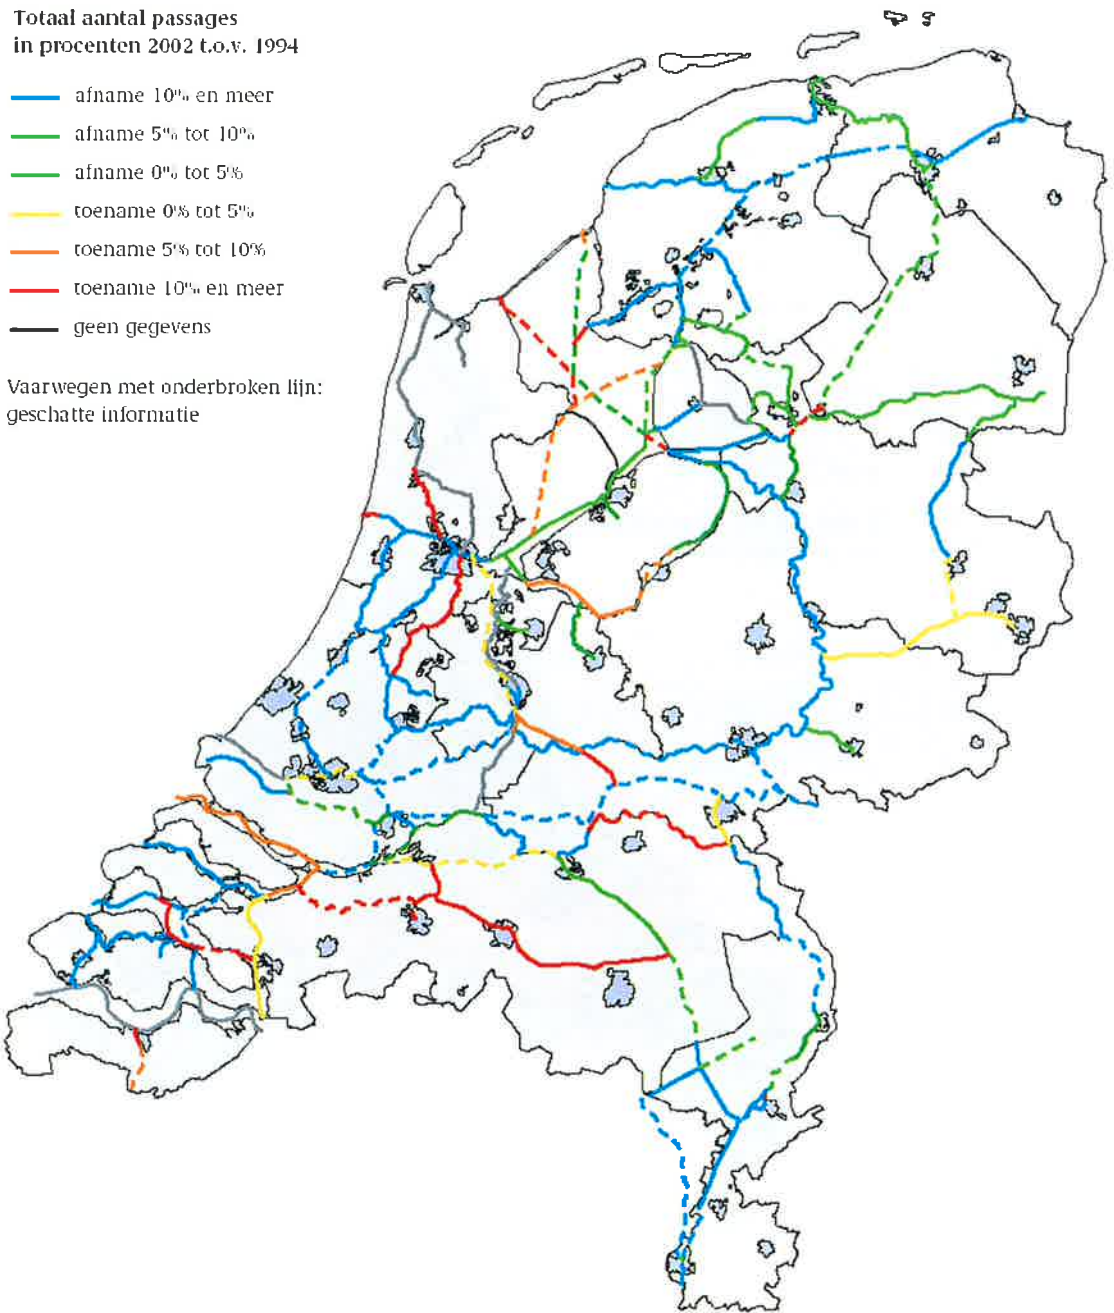 Totaal aantal passages
in procenten 2002 t.o.v. 1994
afname 10% en meer
afname 5% tot 10%
afname 0% tot 5%
toename 0% tot 5%
toename 5% tot 10%
toename 10% en meer
geen gegevens
Vaarwegen met onderbroken lijn:
geschatte informatie